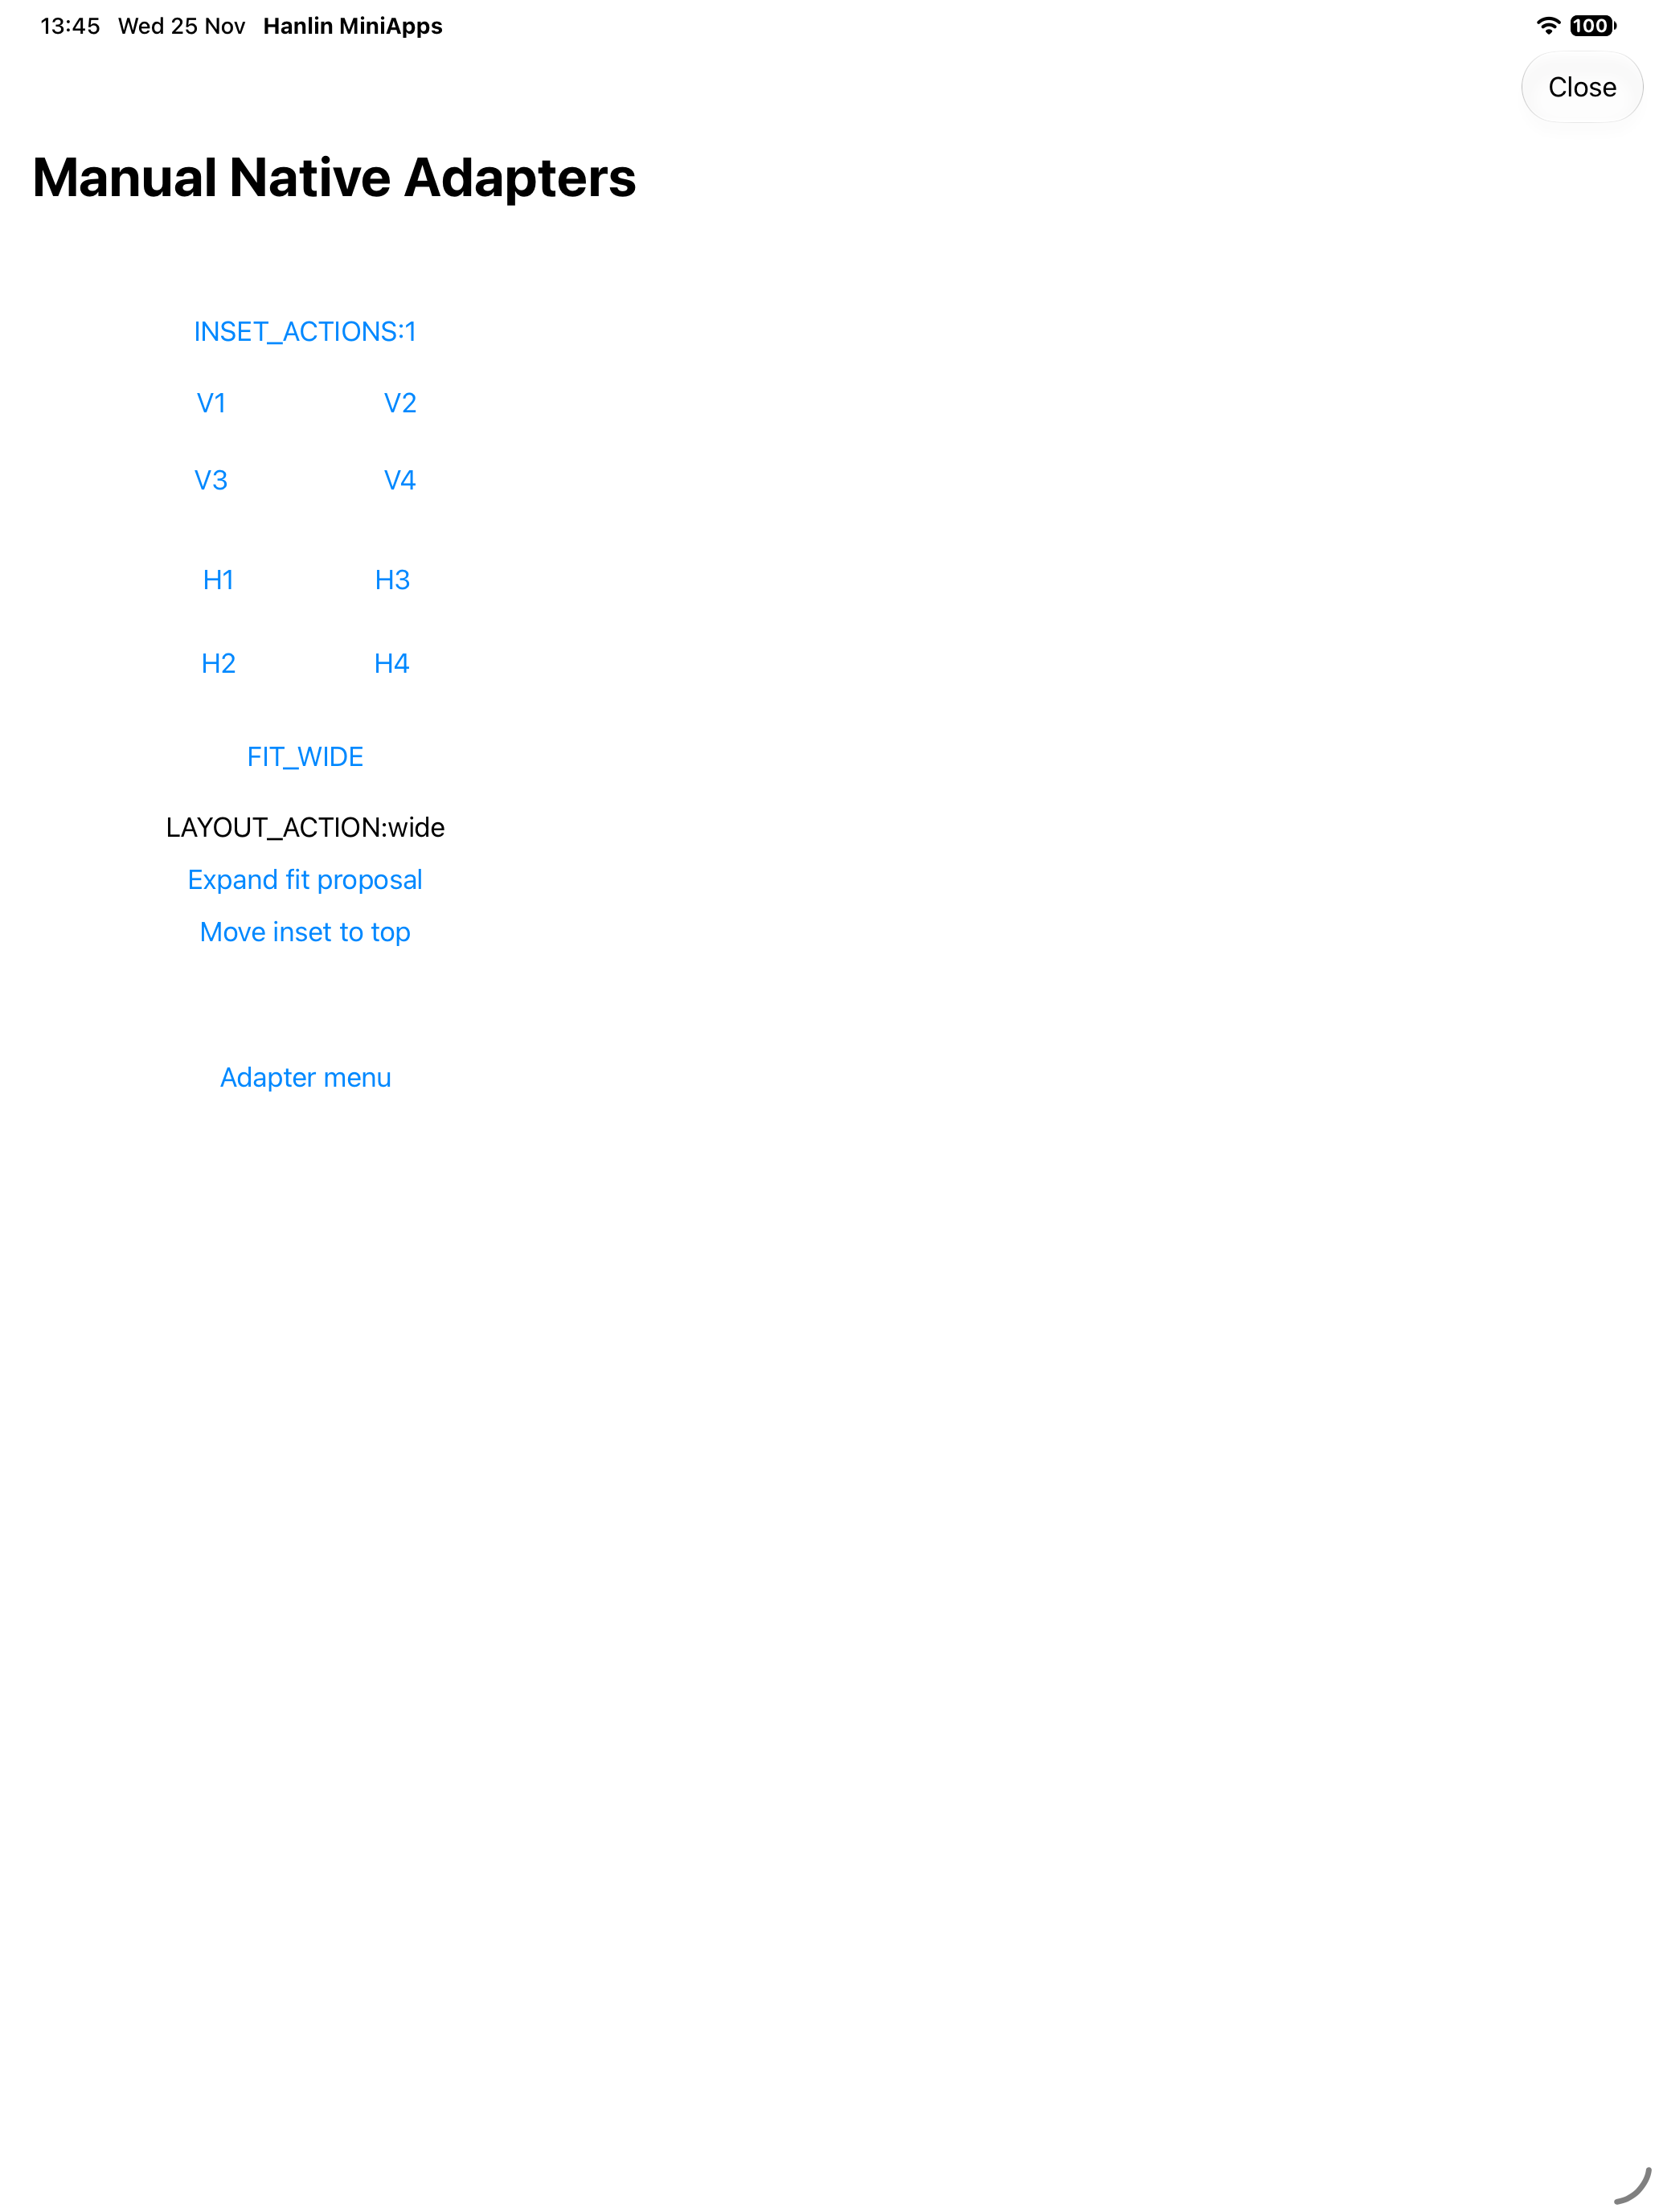 13:45 Wed 25 Nov Hanlin MiniApps 100
Close
Manual Native Adapters
INSET_ACTIONS:1
V1 V2
V3 V4
H1 H3
H2 H4
FIT_WIDE
LAYOUT_ACTION:wide
Expand fit proposal
Move inset to top
Adapter menu